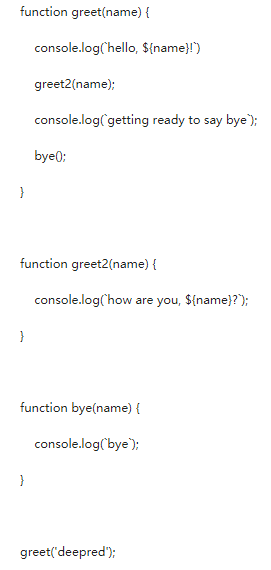 function greet(name) {
console.log(`hello, ${name}!`)
greet2(name);
console.log(`getting ready to say bye`);
bye();
}
function greet2(name) {
console.log(`how are you, ${name}?`);
}
function bye(name) {
console.log(`bye`);
}
greet('deepred');